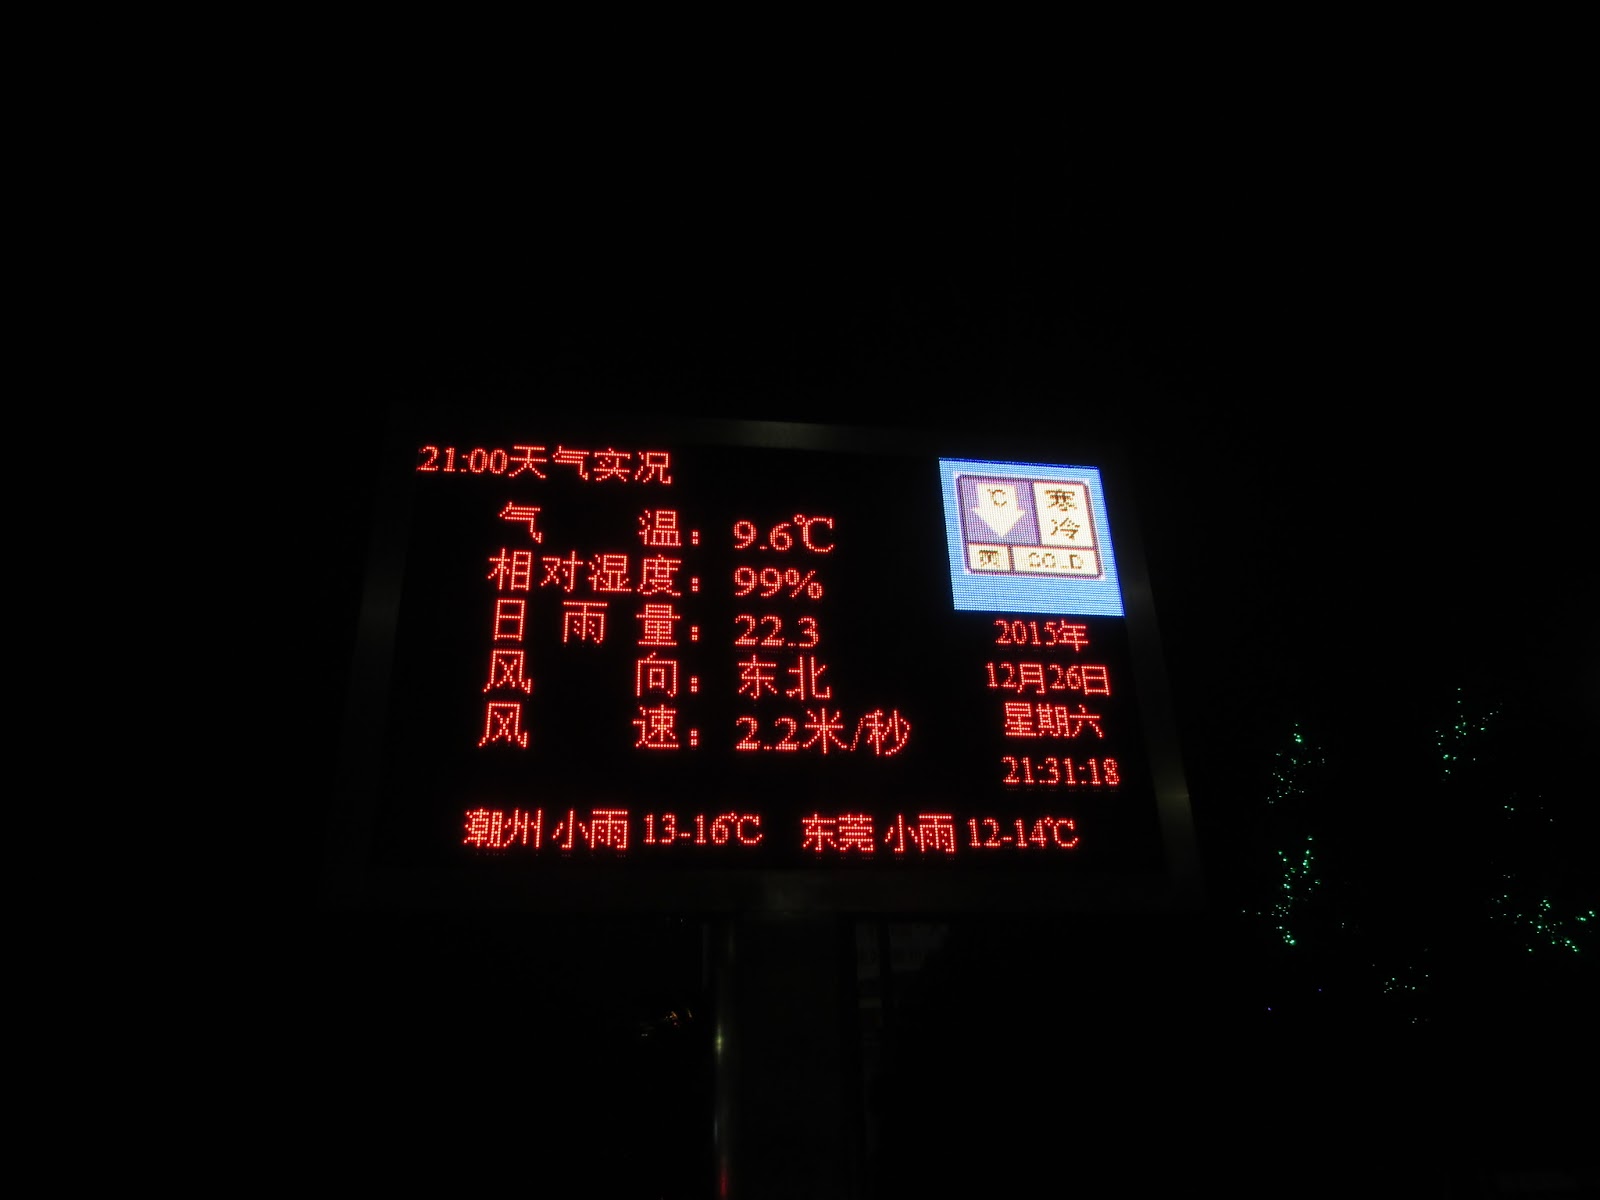 21:00天气实况
气 温：9.6℃
相对湿度：99%
日 雨 量：22.3
风 向：东北
风 速：2.2米/秒
℃ 寒冷
2015年
12月26日
星期六
21:31:18
潮州 小雨 13-16℃ 东莞 小雨 12-14℃